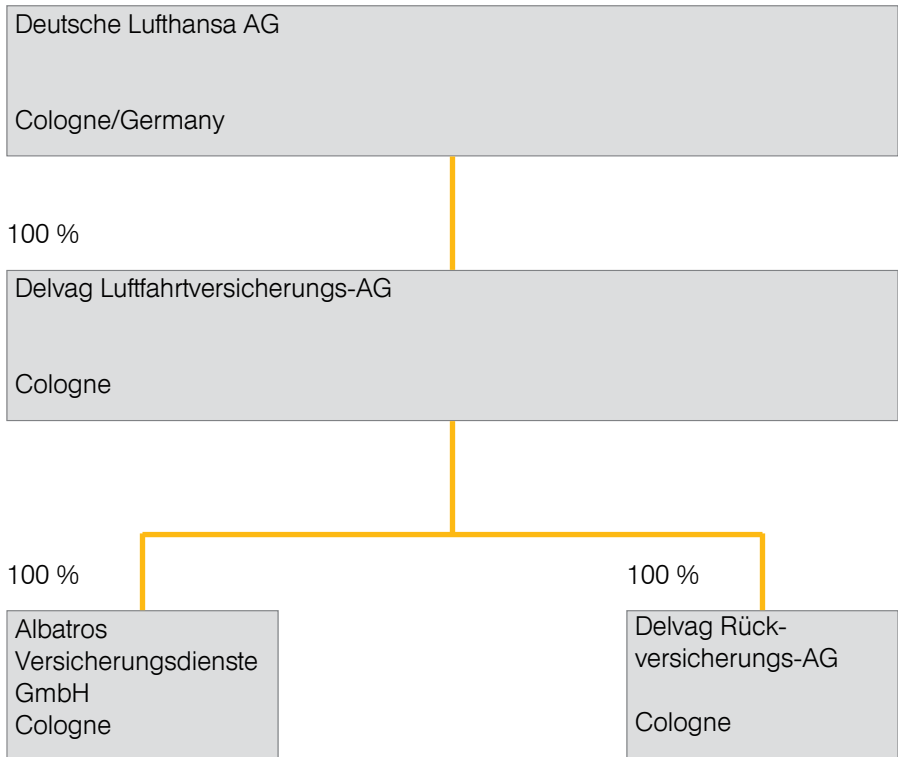 Deutsche Lufthansa AG
Cologne/Germany
100 %
Delvag Luftfahrtversicherungs-AG
Cologne
100 %
Albatros
Versicherungsdienste
GmbH
Cologne
100 %
Delvag Rück-
versicherungs-AG
Cologne